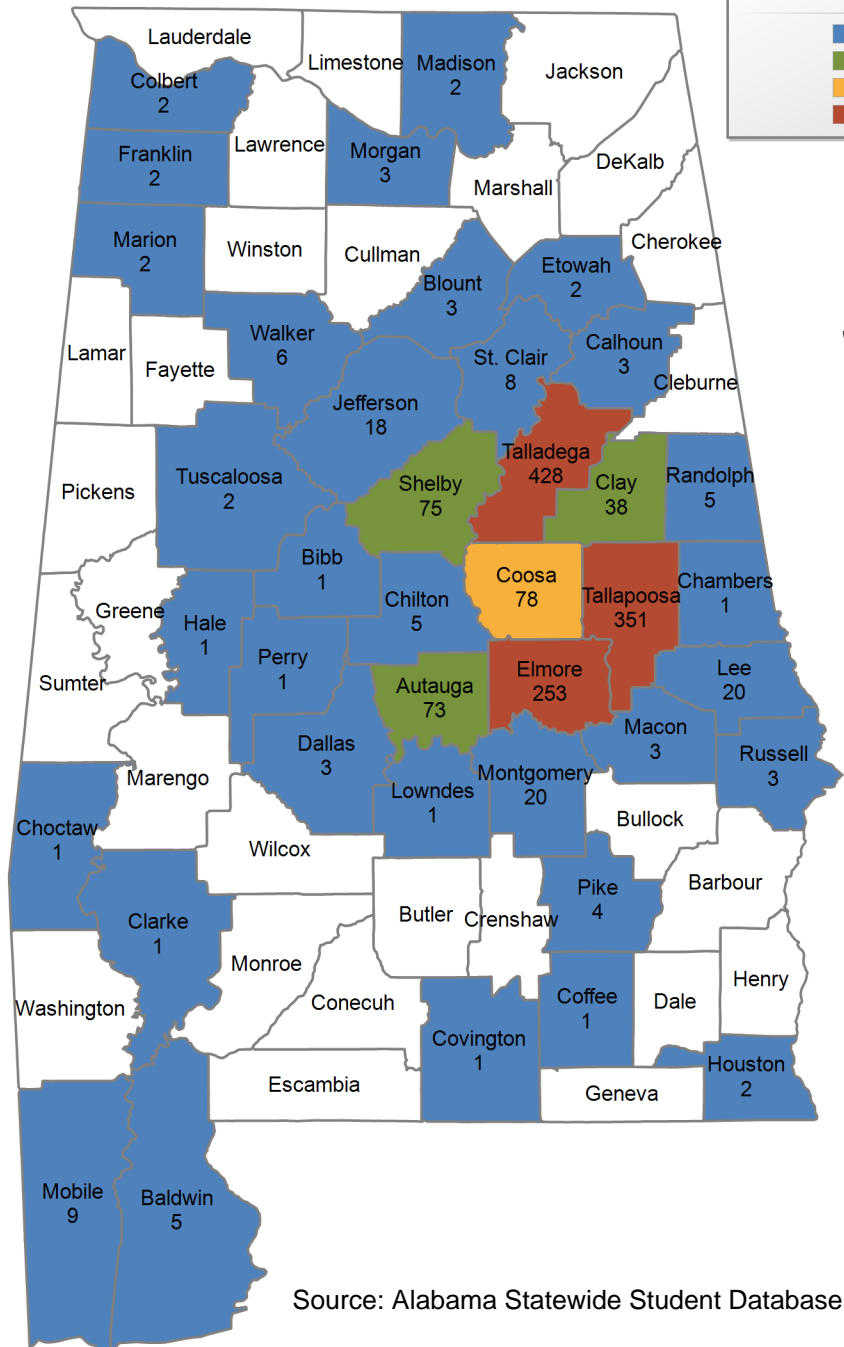 Lauderdale
Limestone
Madison
2
Jackson
Colbert
2
Lawrence
Franklin
2
Morgan
3
DeKalb
Marshall
Marion
2
Winston
Cullman
Cherokee
Blount
3
Etowah
2
Lamar
Fayette
Walker
6
St. Clair
8
Calhoun
3
Cleburne
Jefferson
18
Talladega
428
Pickens
Tuscaloosa
2
Shelby
75
Clay
38
Randolph
5
Bibb
1
Coosa
78
Tallapoosa
351
Chambers
1
Greene
Hale
1
Chilton
5
Perry
1
Sumter
Autauga
73
Elmore
253
Lee
20
Dallas
3
Macon
3
Russell
3
Marengo
Lowndes
1
Montgomery
20
Bullock
Choctaw
1
Wilcox
Pike
4
Barbour
Clarke
1
Butler
Crenshaw
Monroe
Washington
Conecuh
Coffee
1
Dale
Henry
Covington
1
Houston
2
Escambia
Geneva
Mobile
9
Baldwin
5
Source: Alabama Statewide Student Database